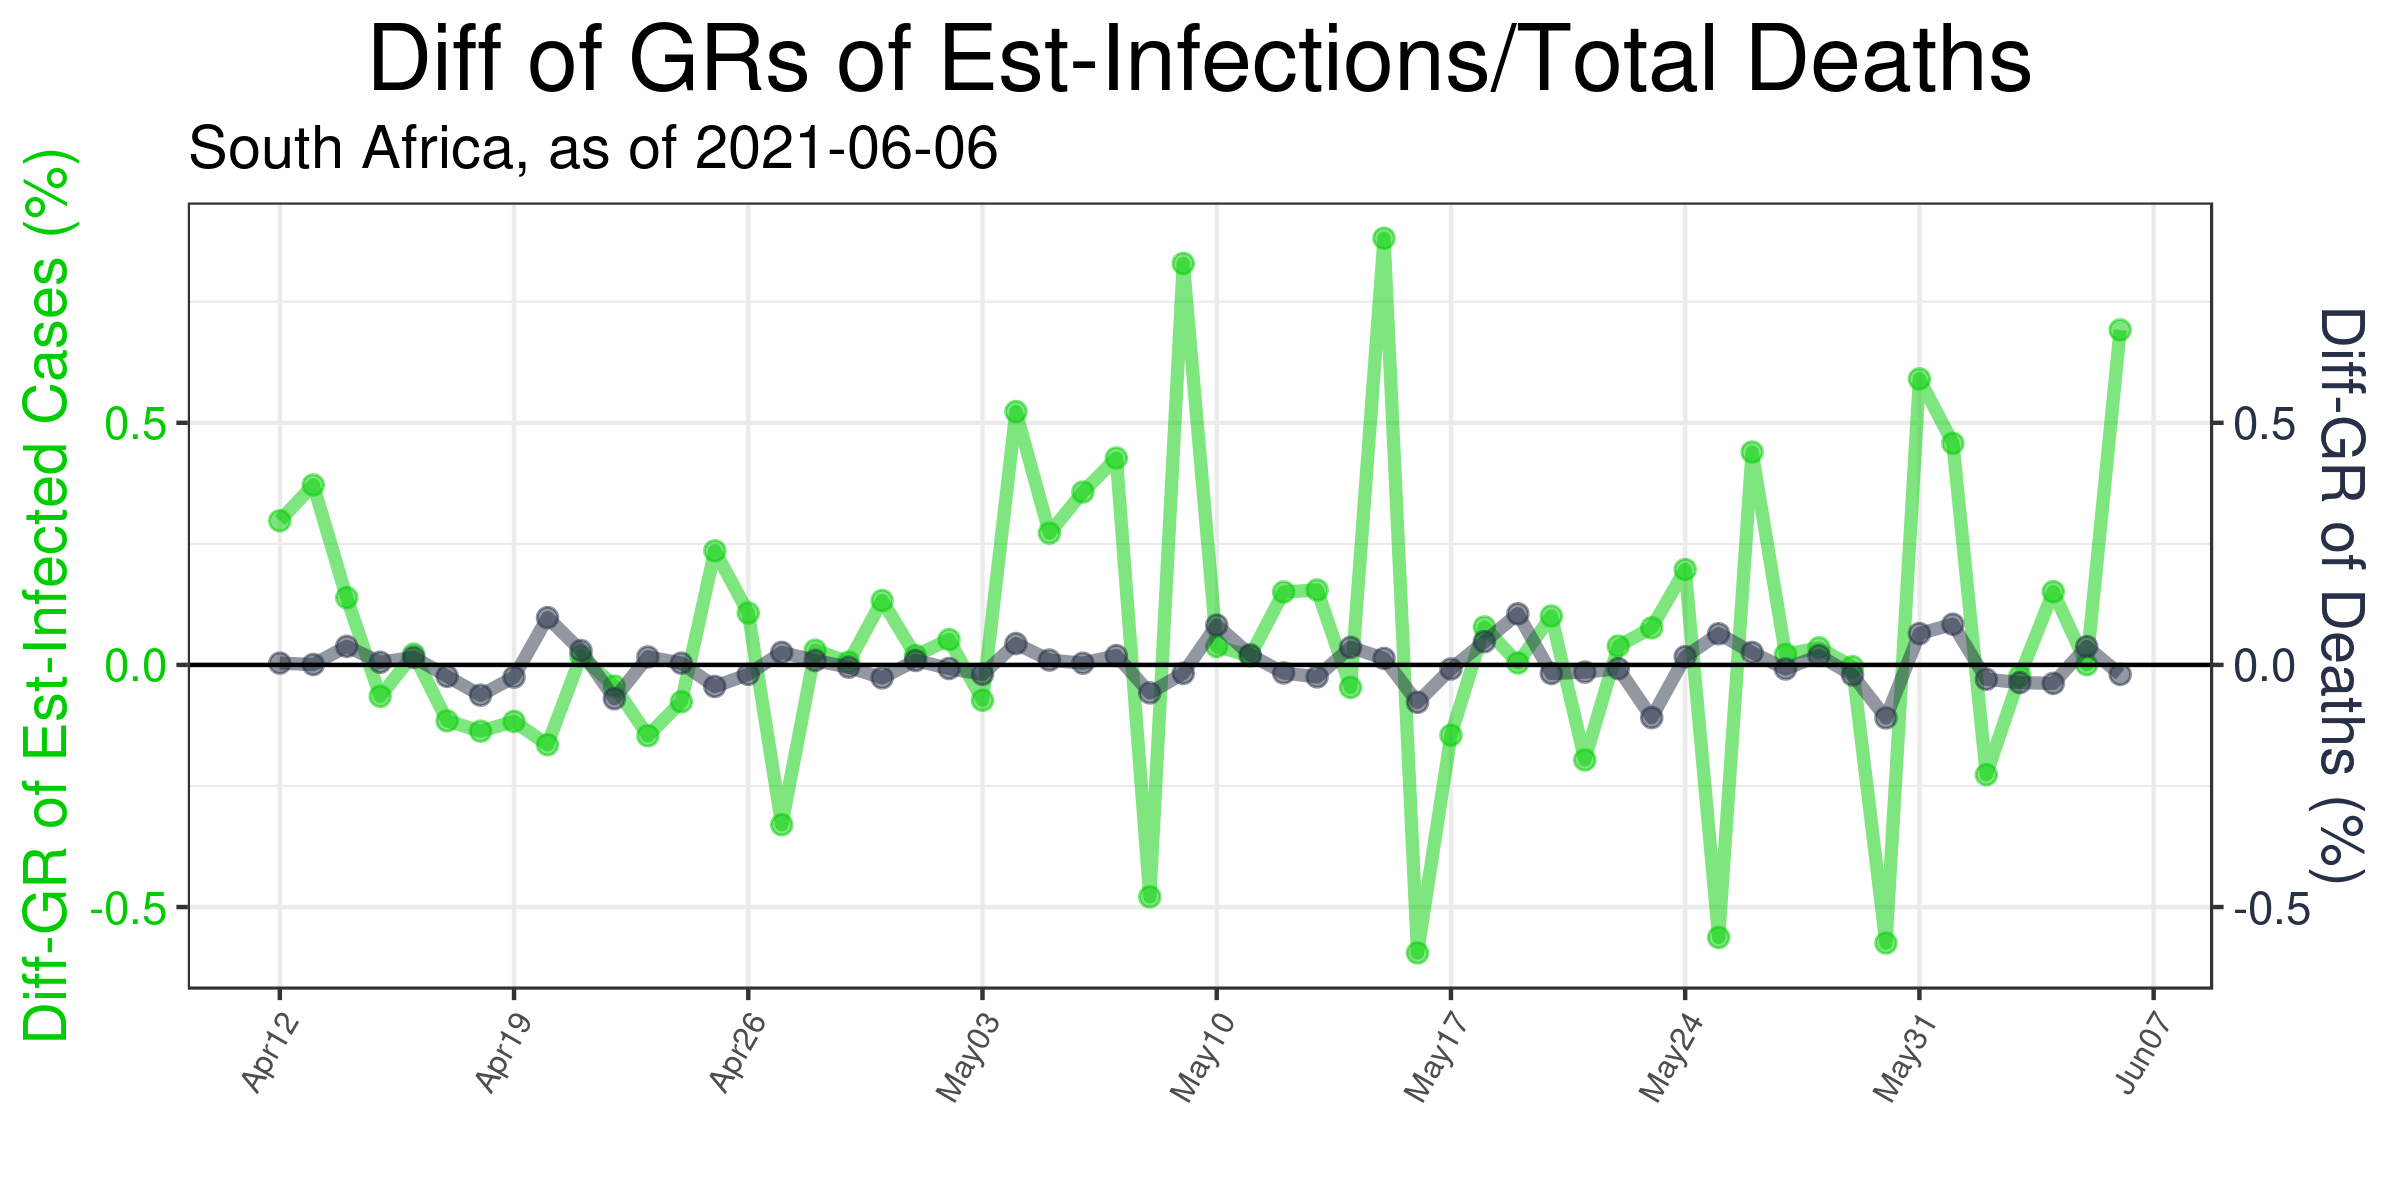 Diff of GRs of Est-Infections/Total Deaths
South Africa, as of 2021-06-06
Diff-GR of Est-Infected Cases (%)
0.5
0.0
-0.5
0.5
0.0
-0.5
Diff-GR of Deaths (%)
Apr12
Apr19
Apr26
May03
May10
May17
May24
May31
Jun07